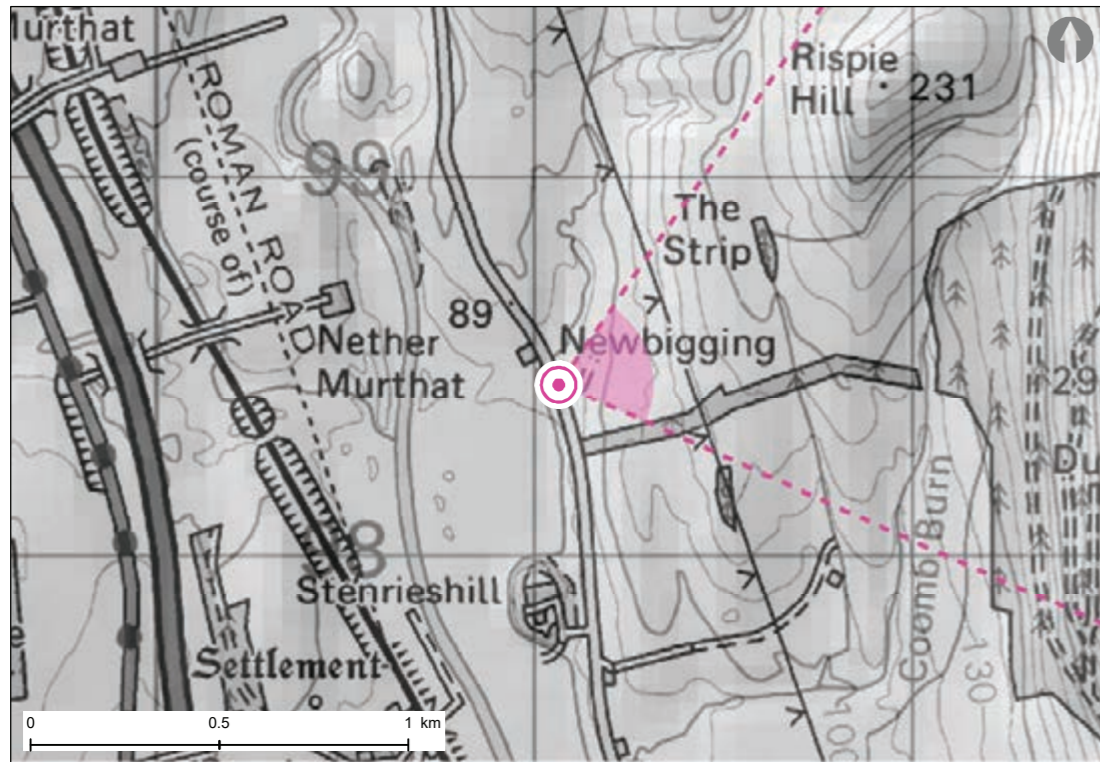 Murthat
Rispie
Hill
231
ROMAN ROAD
(course of)
99
The
Strip
89
Newbigging
Nether
Murthat
29
Du
8
Stenrieshill
Coomb Burn
Settlement
130
100
0 0.5 1 km